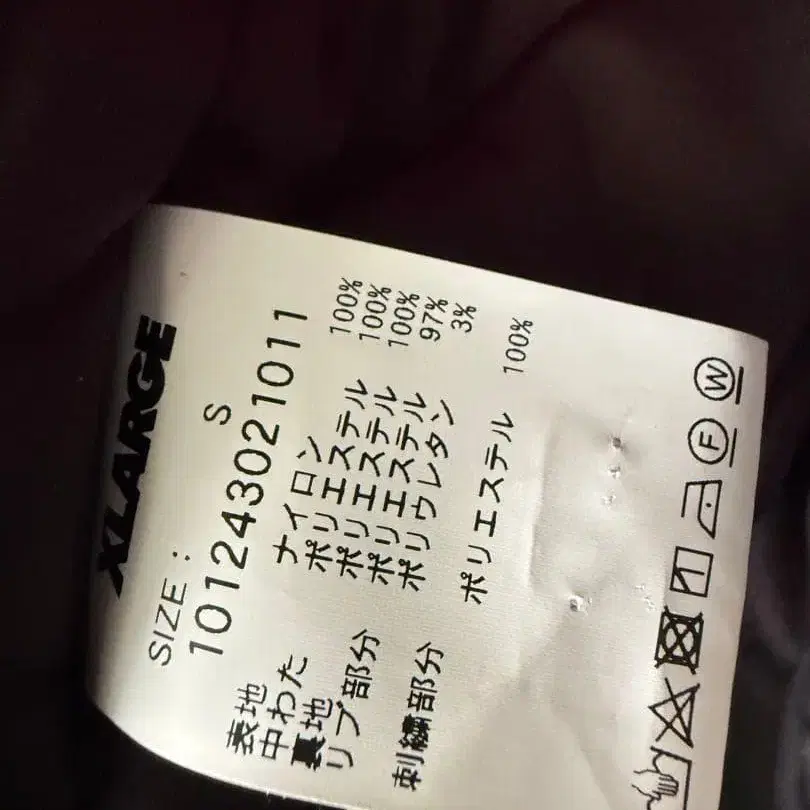 XLARGE
SIZE: S
101243021011
表地 ナイロン 100%
中わた ポリエステル 100%
裏地 ポリエステル 100%
リブ部分 ポリエステル 97%
ポリウレタン 3%
刺繍部分 ポリエステル 100%
F W